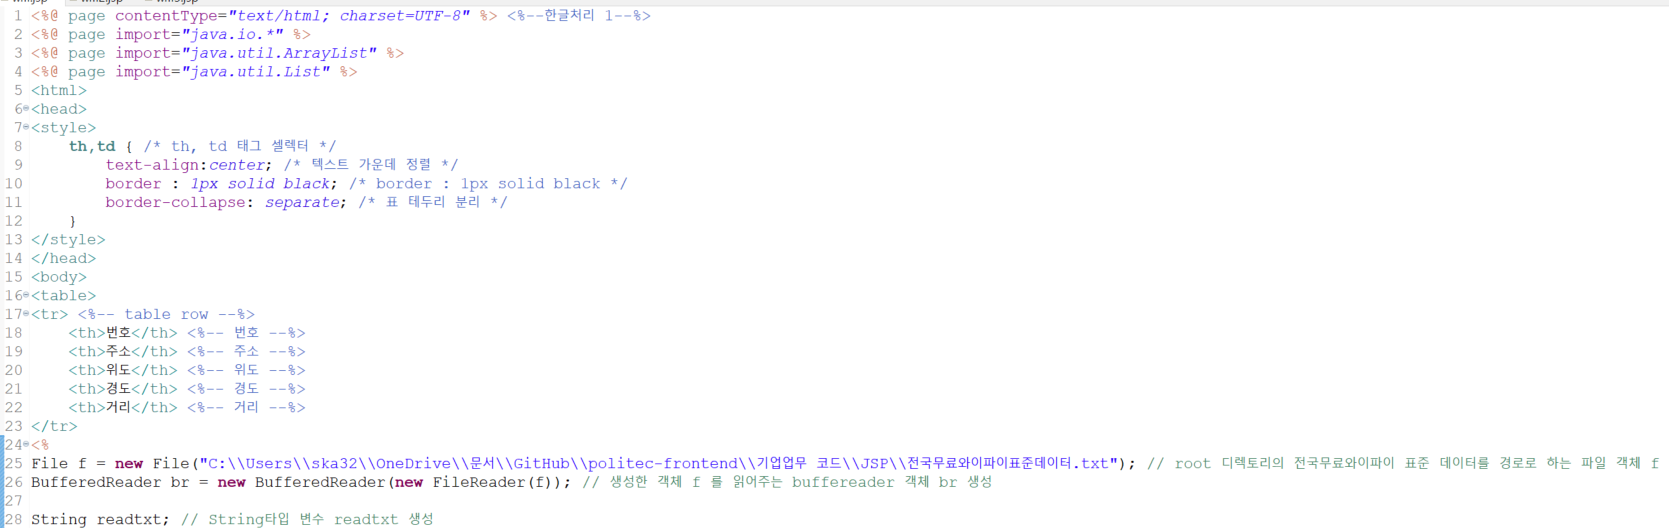 1 <%@ page contentType="text/html; charset=UTF-8" %> <%--한글처리 1--%>
2 <%@ page import="java.io.*" %>
3 <%@ page import="java.util.ArrayList" %>
4 <%@ page import="java.util.List" %>
5 <html>
6 <head>
7 <style>
8     th,td { /* th, td 태그 셀렉터 */
9         text-align:center; /* 텍스트 가운데 정렬 */
10         border : 1px solid black; /* border : 1px solid black */
11         border-collapse: separate; /* 표 테두리 분리 */
12     }
13 </style>
14 </head>
15 <body>
16 <table>
17 <tr> <%-- table row --%>
18     <th>번호</th> <%-- 번호 --%>
19     <th>주소</th> <%-- 주소 --%>
20     <th>위도</th> <%-- 위도 --%>
21     <th>경도</th> <%-- 경도 --%>
22     <th>거리</th> <%-- 거리 --%>
23 </tr>
24 <%
25 File f = new File("C:\\Users\\ska32\\OneDrive\\문서\\GitHub\\politec-frontend\\기업업무 코드\\JSP\\전국무료와이파이표준데이터.txt"); // root 디렉토리의 전국무료와이파이 표준 데이터를 경로로 하는 파일 객체 f
26 BufferedReader br = new BufferedReader(new FileReader(f)); // 생성한 객체 f 를 읽어주는 buffereader 객체 br 생성
27
28 String readtxt; // String타입 변수 readtxt 생성